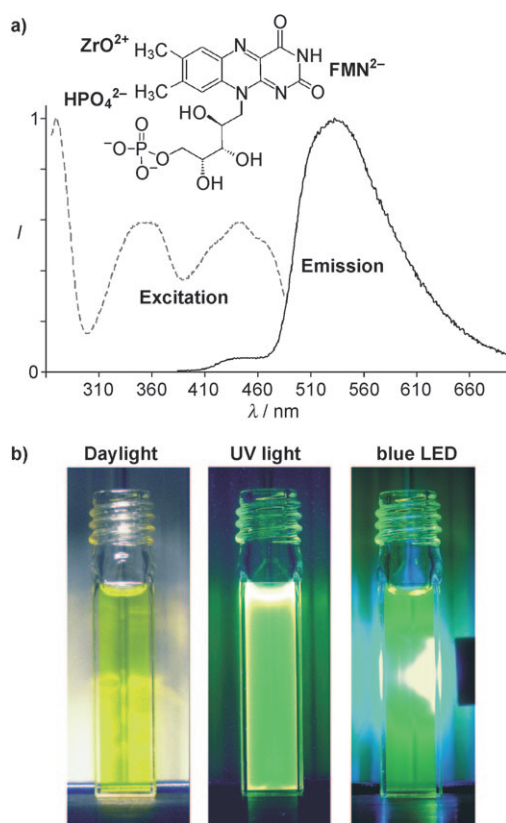 a)
ZrO²⁺
HPO₄²⁻
FMN²⁻
H₃C
H₃C
N
O
NH
N
N
O
HO
O
⁻O
P
O
⁻O
OH
OH
1
I
0
Excitation
Emission
310 360 410 460 510 560 610 660
λ / nm
b)
Daylight UV light blue LED